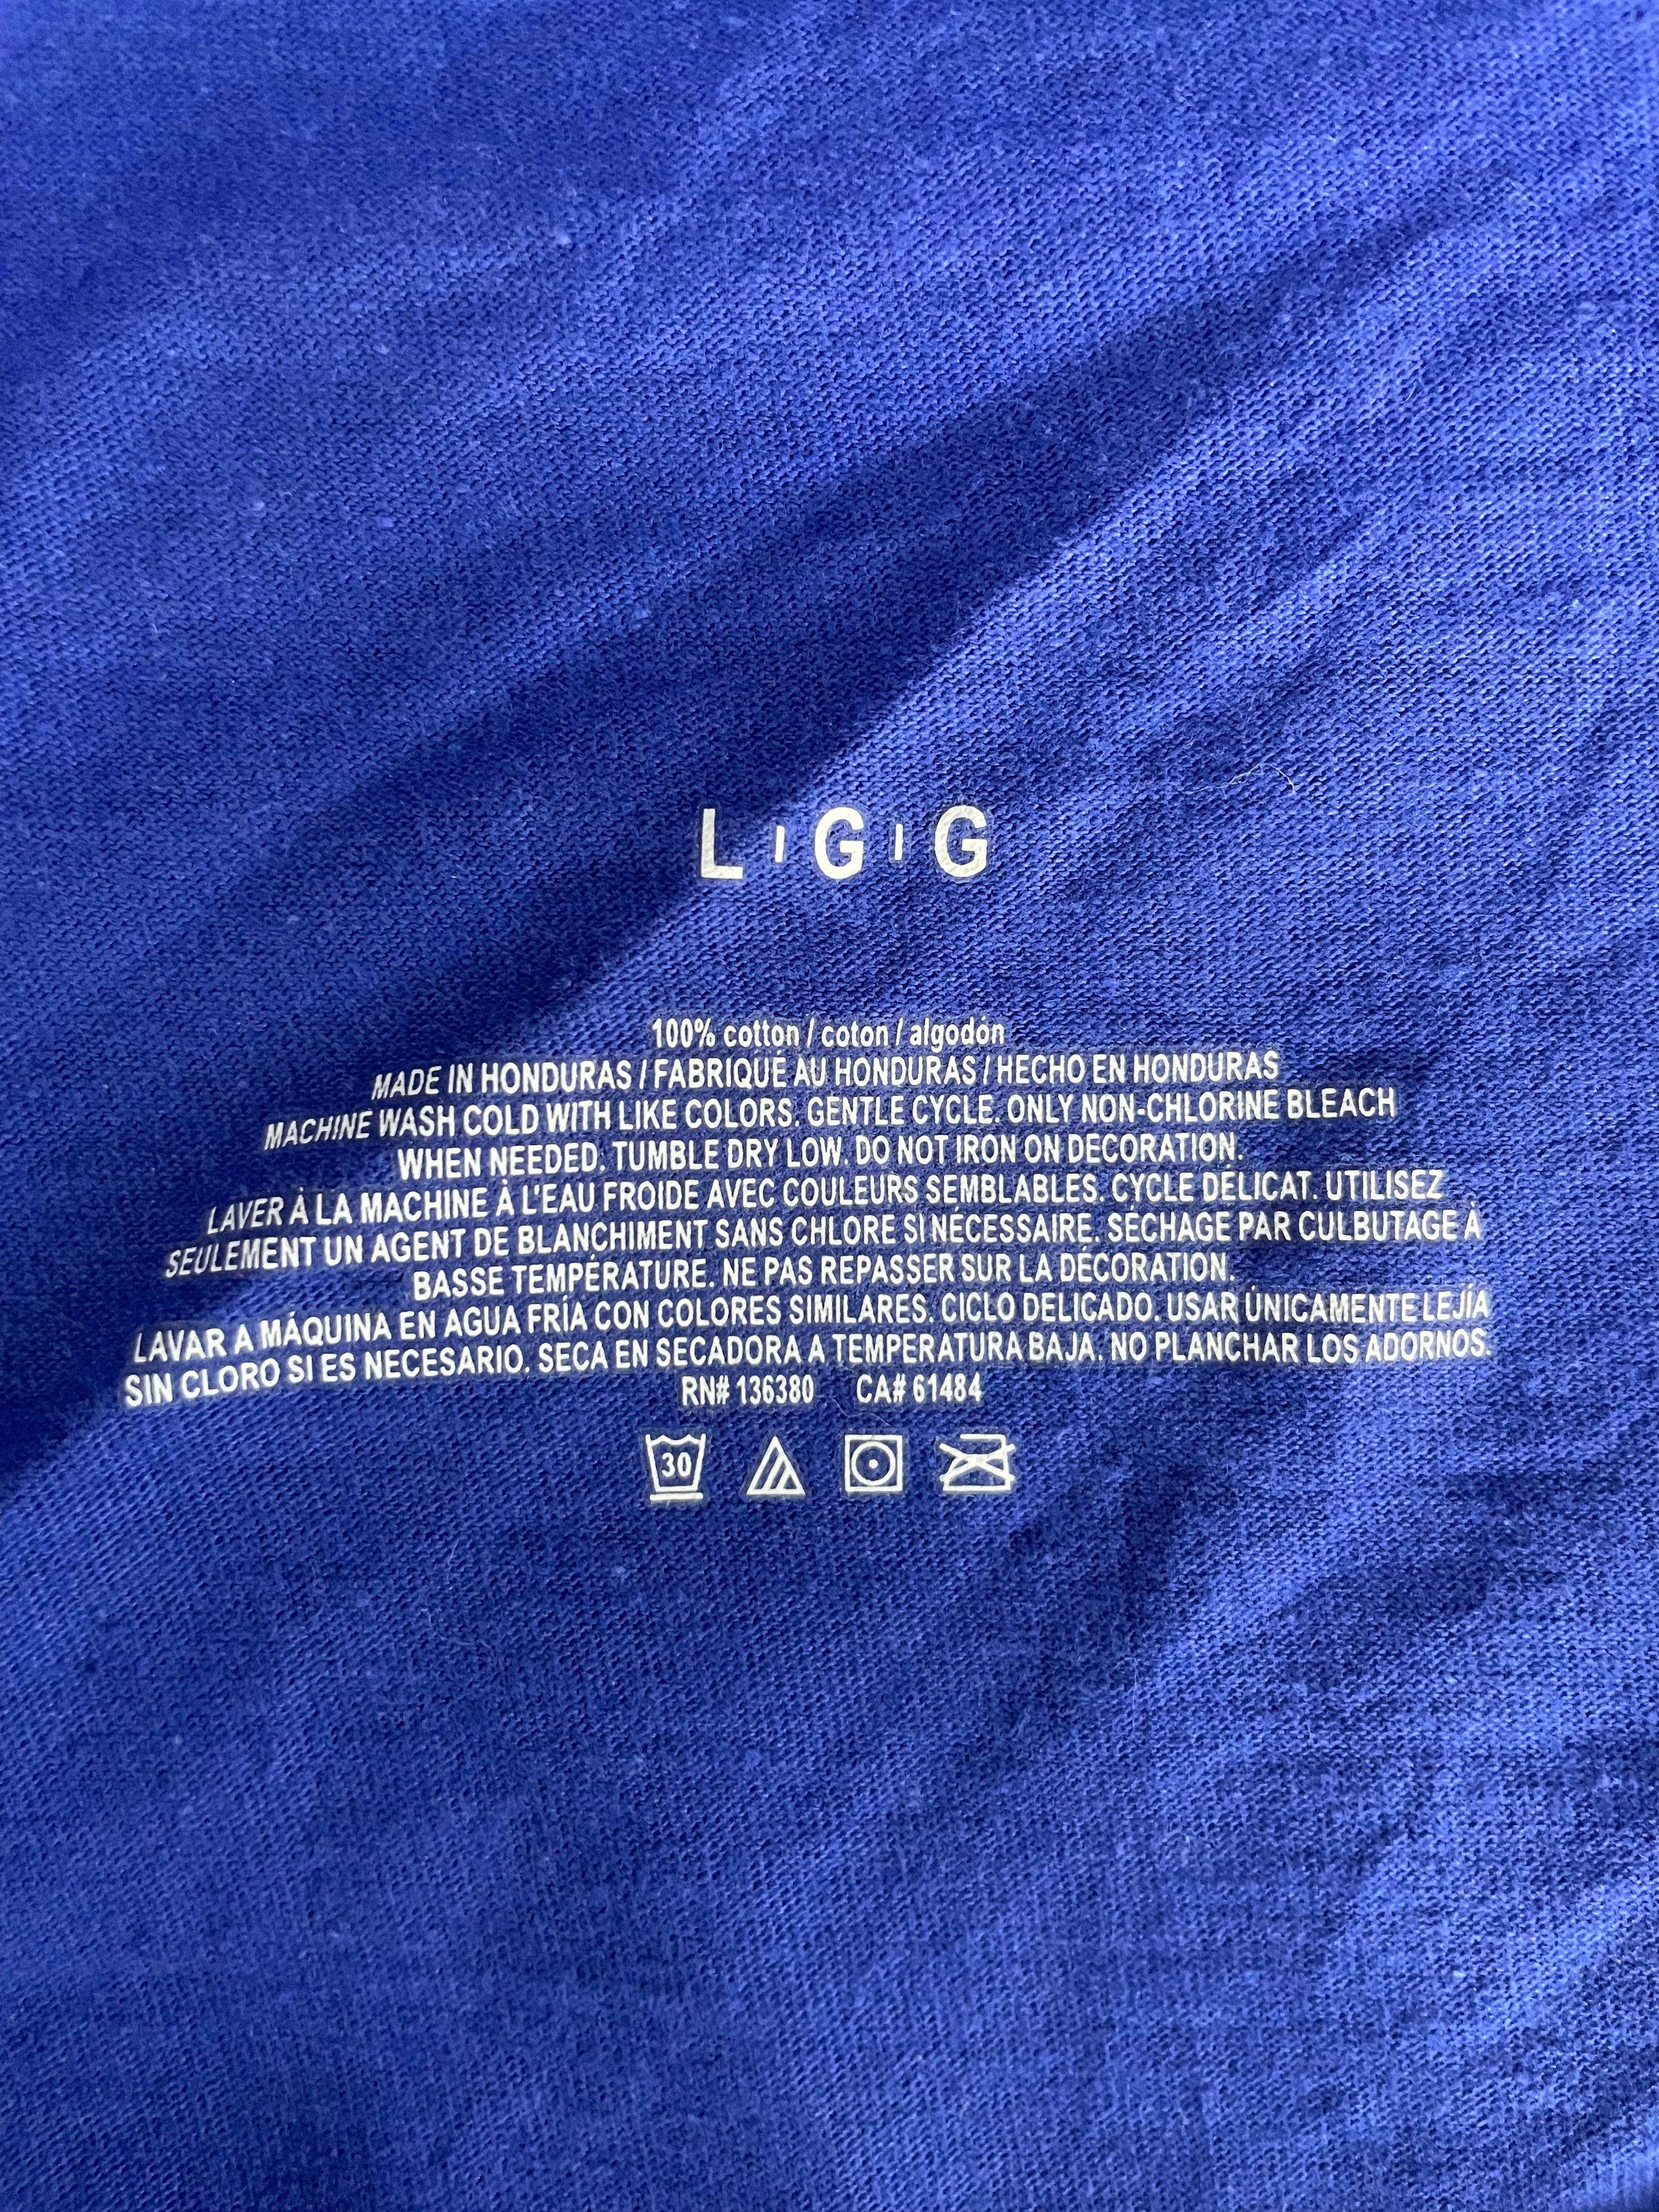 L | G | G
100% cotton / coton / algodón
MADE IN HONDURAS / FABRIQUÉ AU HONDURAS / HECHO EN HONDURAS
MACHINE WASH COLD WITH LIKE COLORS. GENTLE CYCLE. ONLY NON-CHLORINE BLEACH
WHEN NEEDED. TUMBLE DRY LOW. DO NOT IRON ON DECORATION.
LAVER À LA MACHINE À L'EAU FROIDE AVEC COULEURS SEMBLABLES. CYCLE DÉLICAT. UTILISEZ
SEULEMENT UN AGENT DE BLANCHIMENT SANS CHLORE SI NÉCESSAIRE. SÉCHAGE PAR CULBUTAGE À
BASSE TEMPÉRATURE. NE PAS REPASSER SUR LA DÉCORATION.
LAVAR A MÁQUINA EN AGUA FRÍA CON COLORES SIMILARES. CICLO DELICADO. USAR ÚNICAMENTE LEJÍA
SIN CLORO SI ES NECESARIO. SECA EN SECADORA A TEMPERATURA BAJA. NO PLANCHAR LOS ADORNOS.
RN# 136380 CA# 61484
30